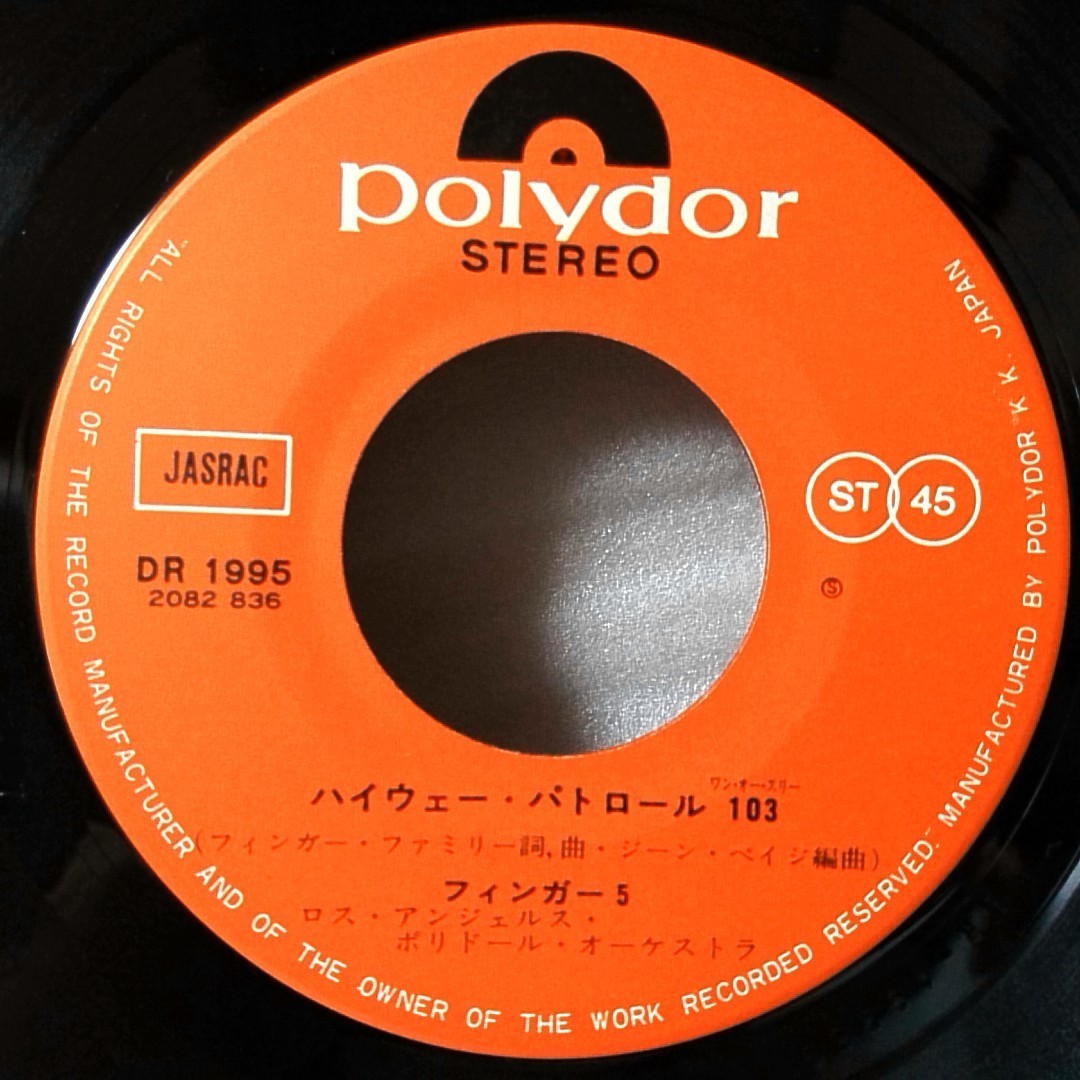 polydor
STEREO
JASRAC
DR 1995
2082 836
ST 45
Ⓢ
ワン・オー・スリー
ハイウェー・パトロール 103
(フィンガー・ファミリー詞,曲・ジーン・ペイジ編曲)
フィンガー5
ロス・アンジェルス・
ポリドール・オーケストラ
"ALL RIGHTS OF THE RECORD MANUFACTURER AND OF THE OWNER OF THE WORK RECORDED RESERVED." MANUFACTURED BY POLYDOR K.K. JAPAN